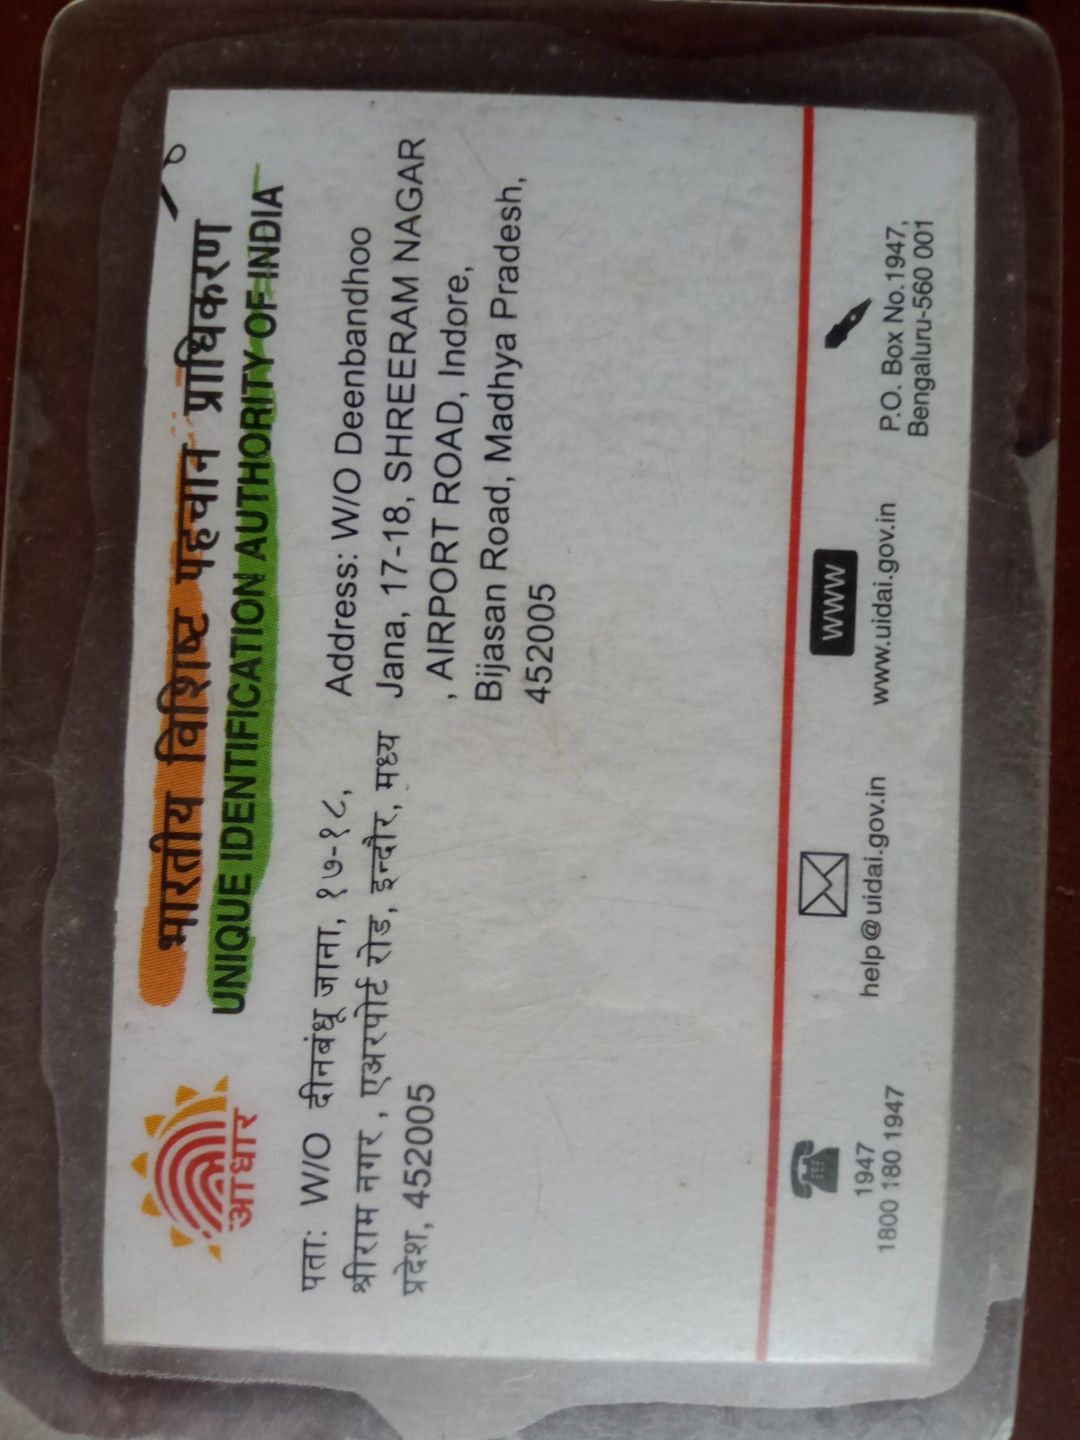 भारतीय विशिष्ट पहचान प्राधिकरण
UNIQUE IDENTIFICATION AUTHORITY OF INDIA
आधार
पता: W/O दीनबंधू जाना, १७-१८,
श्रीराम नगर , एअरपोर्ट रोड, इन्दौर, मध्य
प्रदेश, 452005
Address: W/O Deenbandhoo
Jana, 17-18, SHREERAM NAGAR
, AIRPORT ROAD, Indore,
Bijasan Road, Madhya Pradesh,
452005
1947
1800 180 1947
help@uidai.gov.in
WWW
www.uidai.gov.in
P.O. Box No.1947,
Bengaluru-560 001